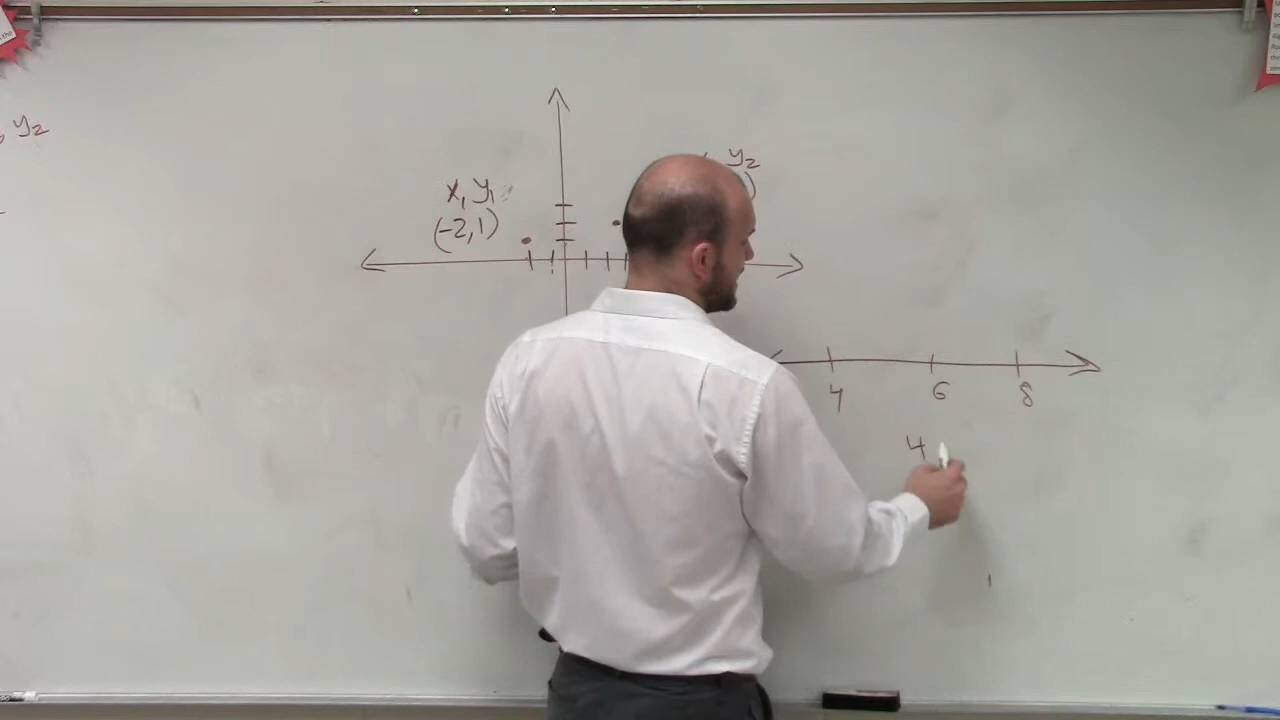 , y₂
x₁ y₁
(-2, 1)
y₂
)
4 6 8
4